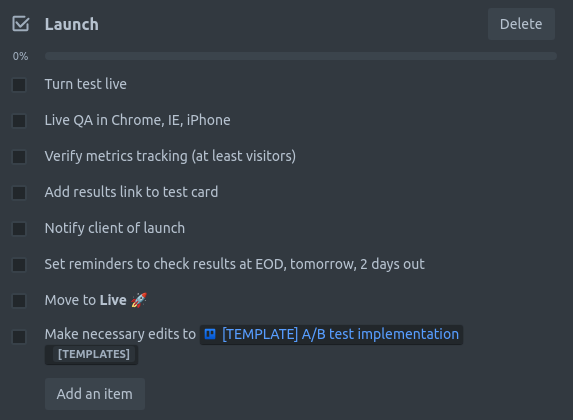 Launch
Delete
0%
Turn test live
Live QA in Chrome, IE, iPhone
Verify metrics tracking (at least visitors)
Add results link to test card
Notify client of launch
Set reminders to check results at EOD, tomorrow, 2 days out
Move to Live 🚀
Make necessary edits to [TEMPLATE] A/B test implementation
[TEMPLATES]
Add an item